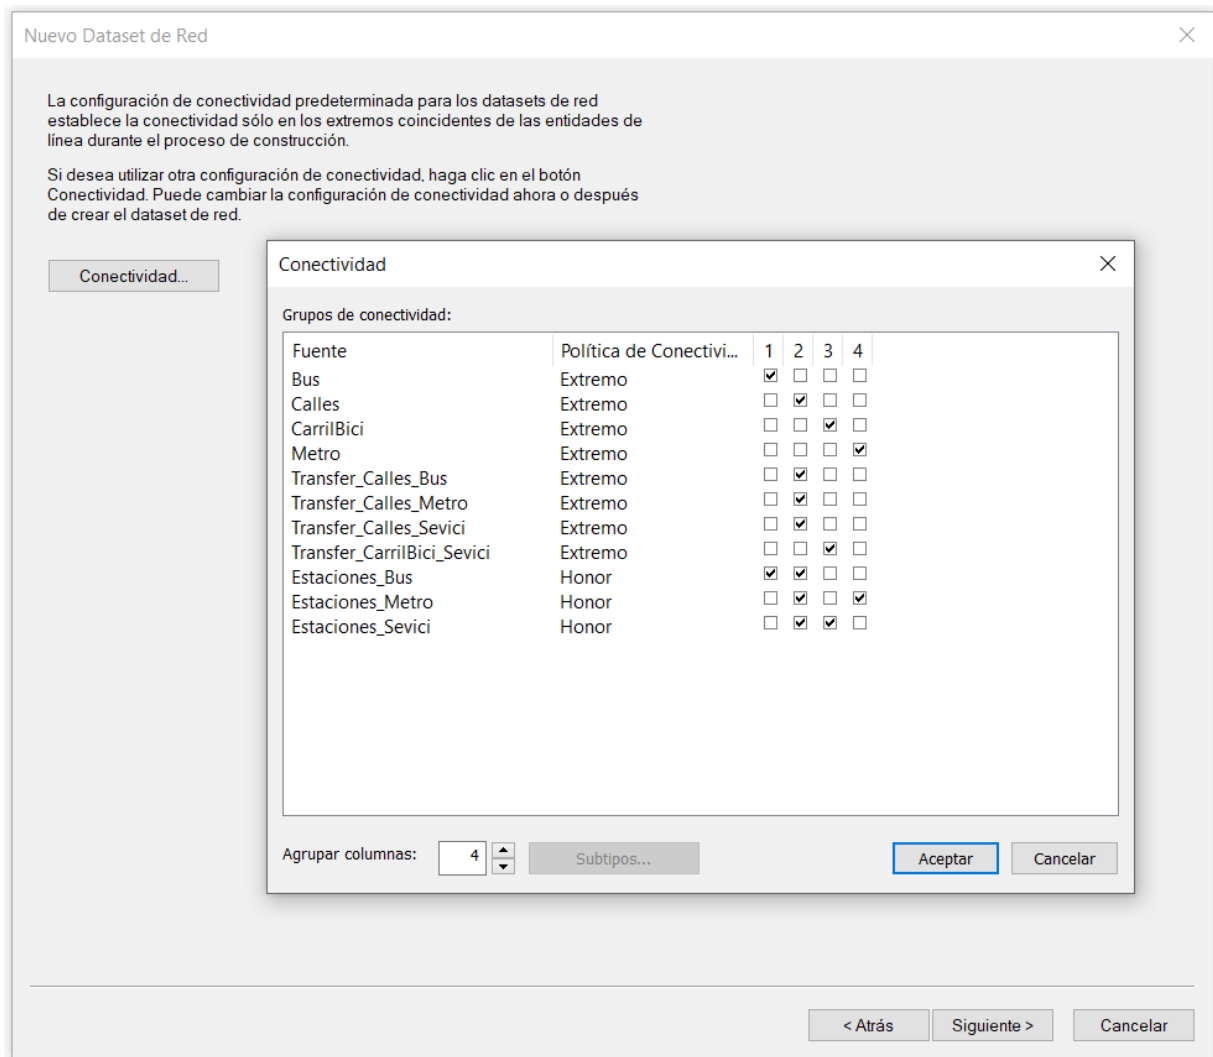 Nuevo Dataset de Red
La configuración de conectividad predeterminada para los datasets de red
establece la conectividad sólo en los extremos coincidentes de las entidades de
línea durante el proceso de construcción.
Si desea utilizar otra configuración de conectividad, haga clic en el botón
Conectividad. Puede cambiar la configuración de conectividad ahora o después
de crear el dataset de red.
Conectividad...
Conectividad
Grupos de conectividad:
Fuente Política de Conectivi... 1 2 3 4
Bus Extremo
Calles Extremo
CarrilBici Extremo
Metro Extremo
Transfer_Calles_Bus Extremo
Transfer_Calles_Metro Extremo
Transfer_Calles_Sevici Extremo
Transfer_CarrilBici_Sevici Extremo
Estaciones_Bus Honor
Estaciones_Metro Honor
Estaciones_Sevici Honor
Agrupar columnas: 4 Subtipos... Aceptar Cancelar
< Atrás Siguiente > Cancelar